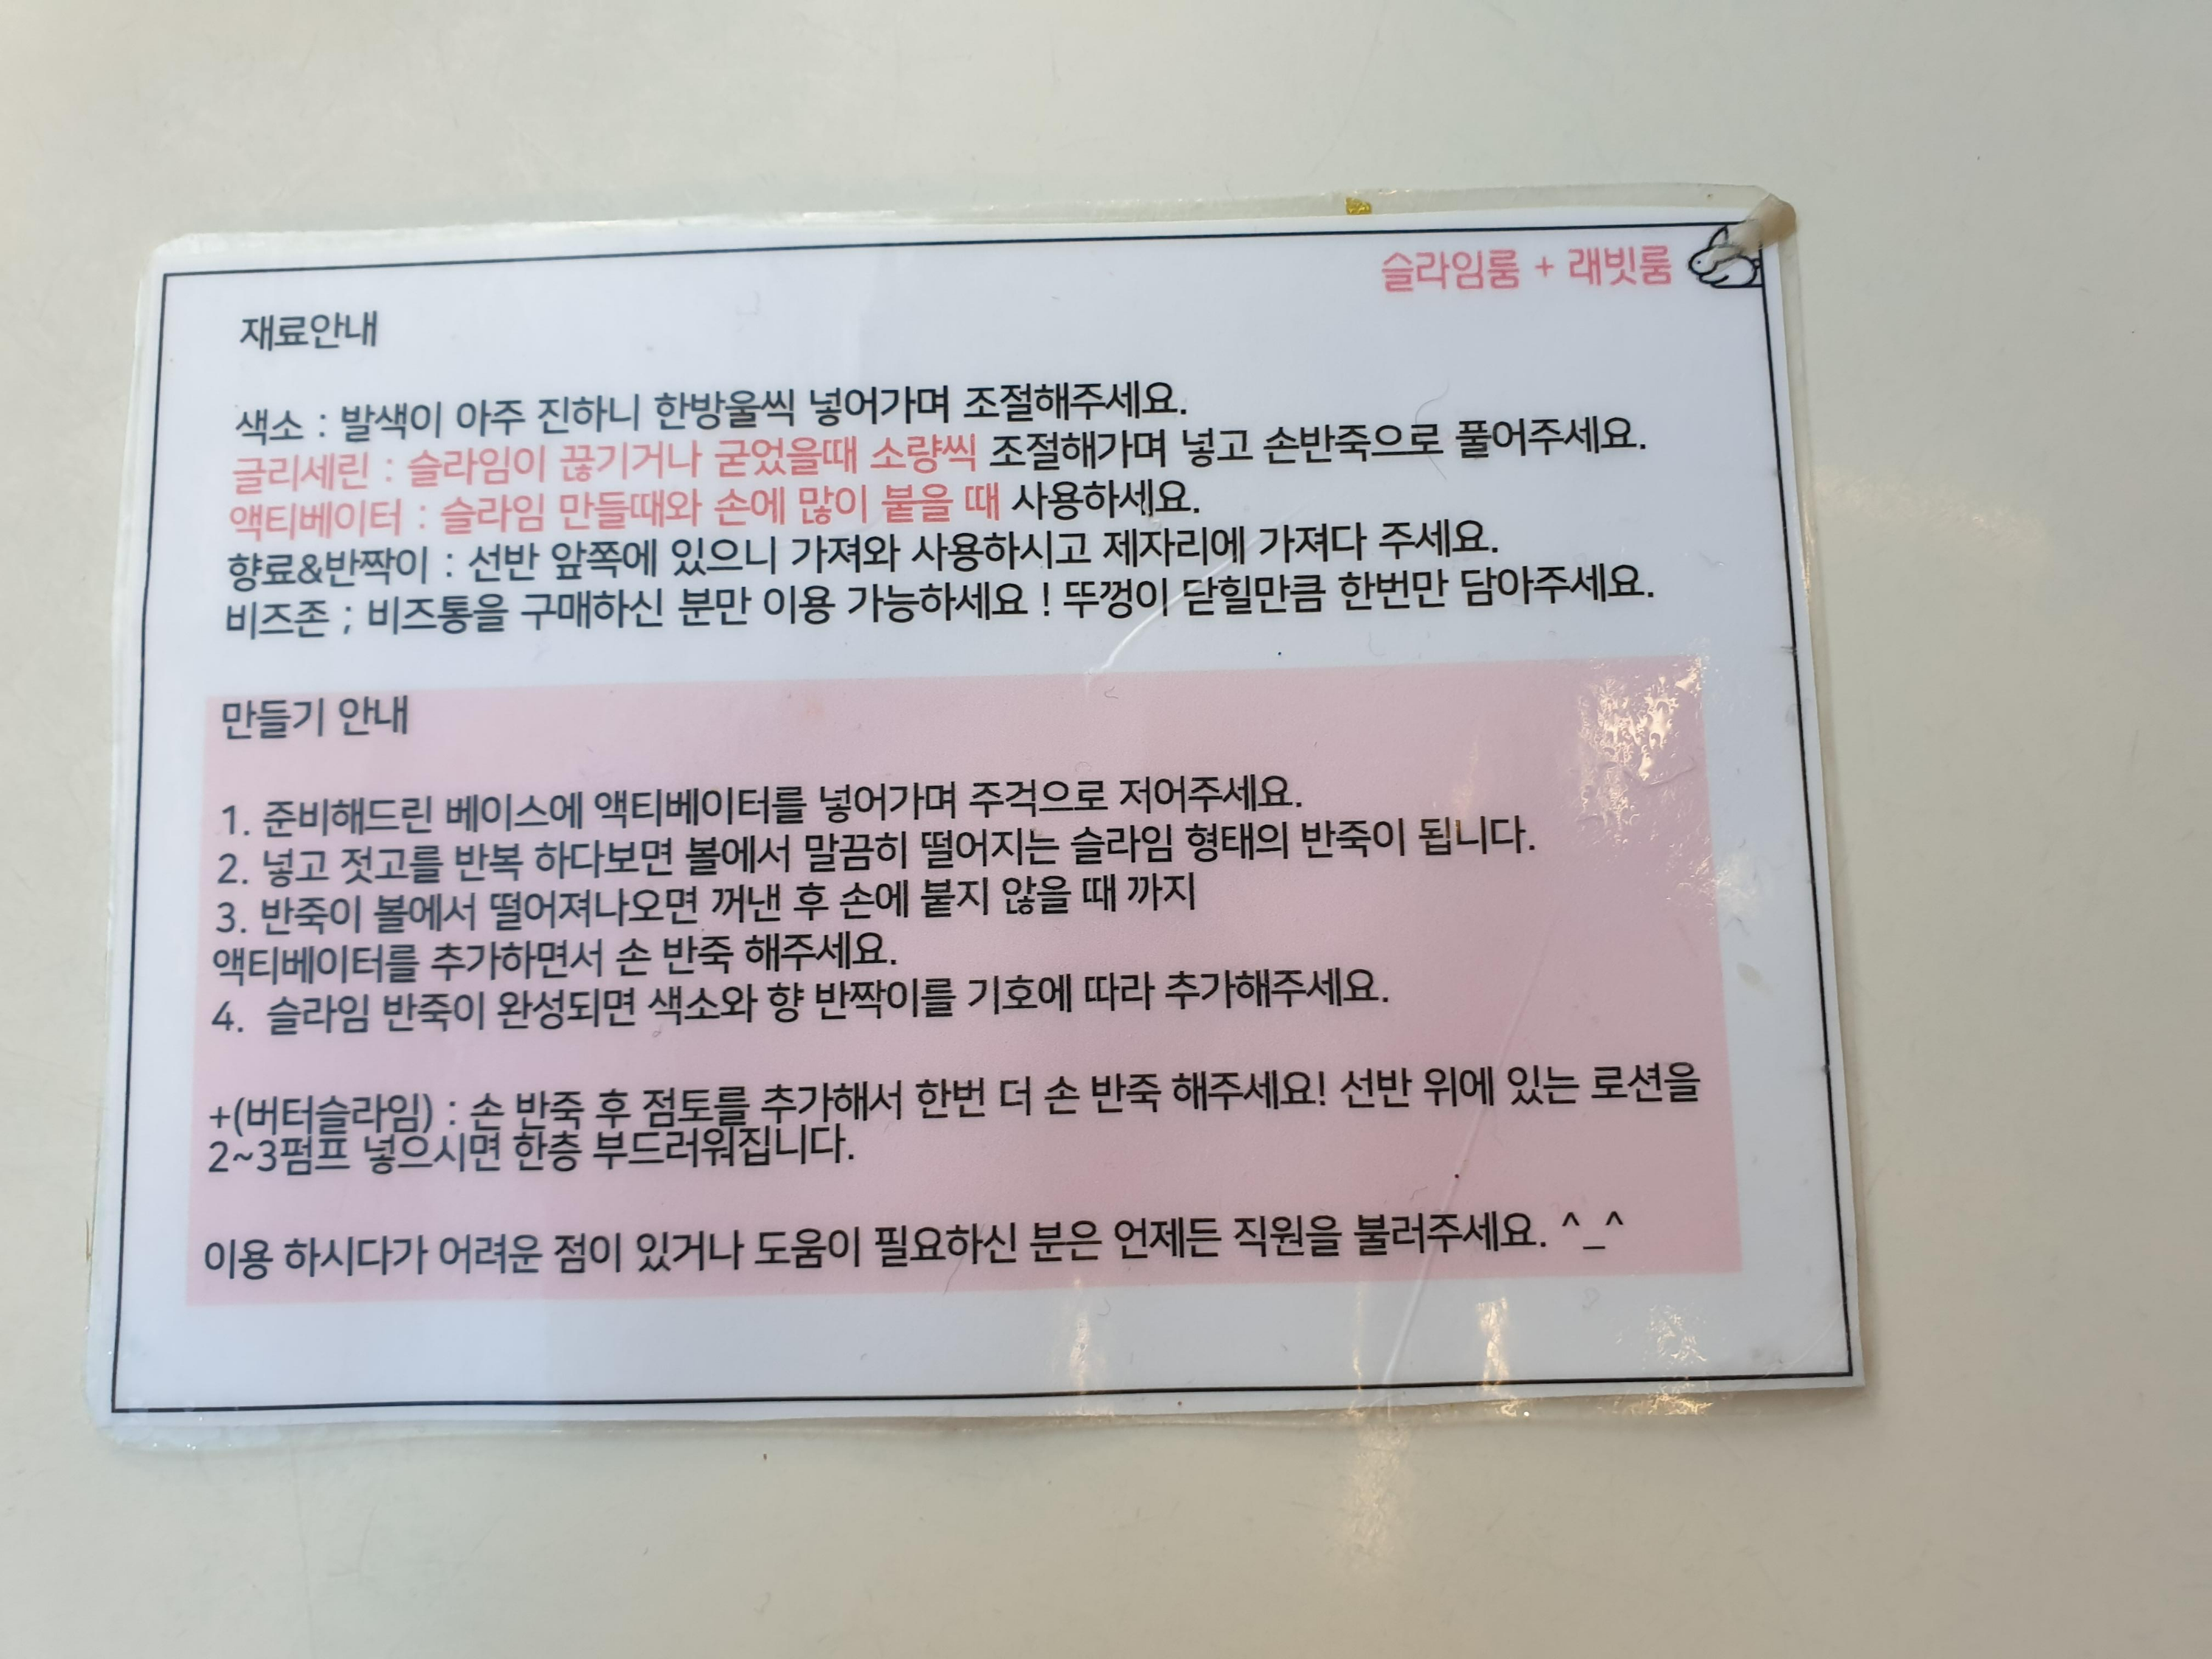 슬라임룸 + 래빗룸
재료안내
색소 : 발색이 아주 진하니 한방울씩 넣어가며 조절해주세요.
글리세린 : 슬라임이 끊기거나 굳었을때 소량씩 조절해가며 넣고 손반죽으로 풀어주세요.
액티베이터 : 슬라임 만들때와 손에 많이 붙을 때 사용하세요.
향료&반짝이 : 선반 앞쪽에 있으니 가져와 사용하시고 제자리에 가져다 주세요.
비즈존 ; 비즈통을 구매하신 분만 이용 가능하세요 ! 뚜껑이 닫힐만큼 한번만 담아주세요.
만들기 안내
1. 준비해드린 베이스에 액티베이터를 넣어가며 주걱으로 저어주세요.
2. 넣고 젓고를 반복 하다보면 볼에서 말끔히 떨어지는 슬라임 형태의 반죽이 됩니다.
3. 반죽이 볼에서 떨어져나오면 꺼낸 후 손에 붙지 않을 때 까지
액티베이터를 추가하면서 손 반죽 해주세요.
4. 슬라임 반죽이 완성되면 색소와 향 반짝이를 기호에 따라 추가해주세요.
+(버터슬라임) : 손 반죽 후 점토를 추가해서 한번 더 손 반죽 해주세요! 선반 위에 있는 로션을
2~3펌프 넣으시면 한층 부드러워집니다.
이용 하시다가 어려운 점이 있거나 도움이 필요하신 분은 언제든 직원을 불러주세요. ^_^